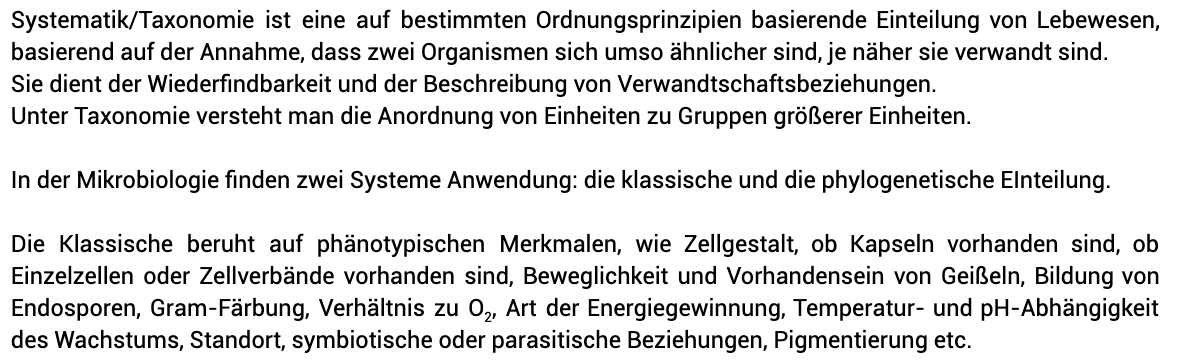 Systematik/Taxonomie ist eine auf bestimmten Ordnungsprinzipien basierende Einteilung von Lebewesen,
basierend auf der Annahme, dass zwei Organismen sich umso ähnlicher sind, je näher sie verwandt sind.
Sie dient der Wiederfindbarkeit und der Beschreibung von Verwandtschaftsbeziehungen.
Unter Taxonomie versteht man die Anordnung von Einheiten zu Gruppen größerer Einheiten.
In der Mikrobiologie finden zwei Systeme Anwendung: die klassische und die phylogenetische EInteilung.
Die Klassische beruht auf phänotypischen Merkmalen, wie Zellgestalt, ob Kapseln vorhanden sind, ob
Einzelzellen oder Zellverbände vorhanden sind, Beweglichkeit und Vorhandensein von Geißeln, Bildung von
Endosporen, Gram-Färbung, Verhältnis zu O₂, Art der Energiegewinnung, Temperatur- und pH-Abhängigkeit
des Wachstums, Standort, symbiotische oder parasitische Beziehungen, Pigmentierung etc.